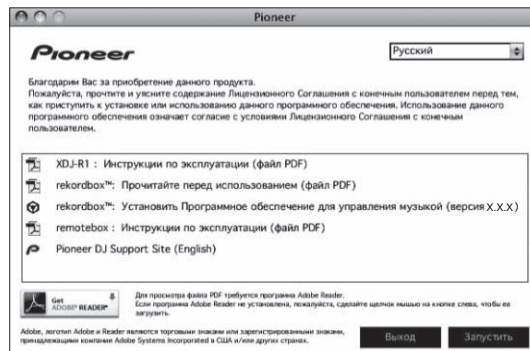 Pioneer
Pioneer
Русский
Благодарим Вас за приобретение данного продукта.
Пожалуйста, прочтите и уясните содержание Лицензионного Соглашения с конечным пользователем перед тем,
как приступить к установке или использованию данного программного обеспечения. Использование данного
программного обеспечения означает согласие с условиями Лицензионного Соглашения с конечным
пользователем.
XDJ-R1 : Инструкции по эксплуатации (файл PDF)
rekordbox™: Прочитайте перед использованием (файл PDF)
rekordbox™: Установить Программное обеспечение для управления музыкой (версия X.X.X)
remotebox : Инструкции по эксплуатации (файл PDF)
Pioneer DJ Support Site (English)
Get
ADOBE® READER®
Для просмотра файла PDF требуется программа Adobe Reader.
Если программа Adobe Reader не установлена, пожалуйста, сделайте щелчок мышью на кнопке слева, чтобы ее
загрузить.
Adobe, логотип Adobe и Reader являются торговыми знаками или зарегистрированными знаками,
принадлежащими компании Adobe Systems Incorporated в США и/или других странах.
Выход
Запустить